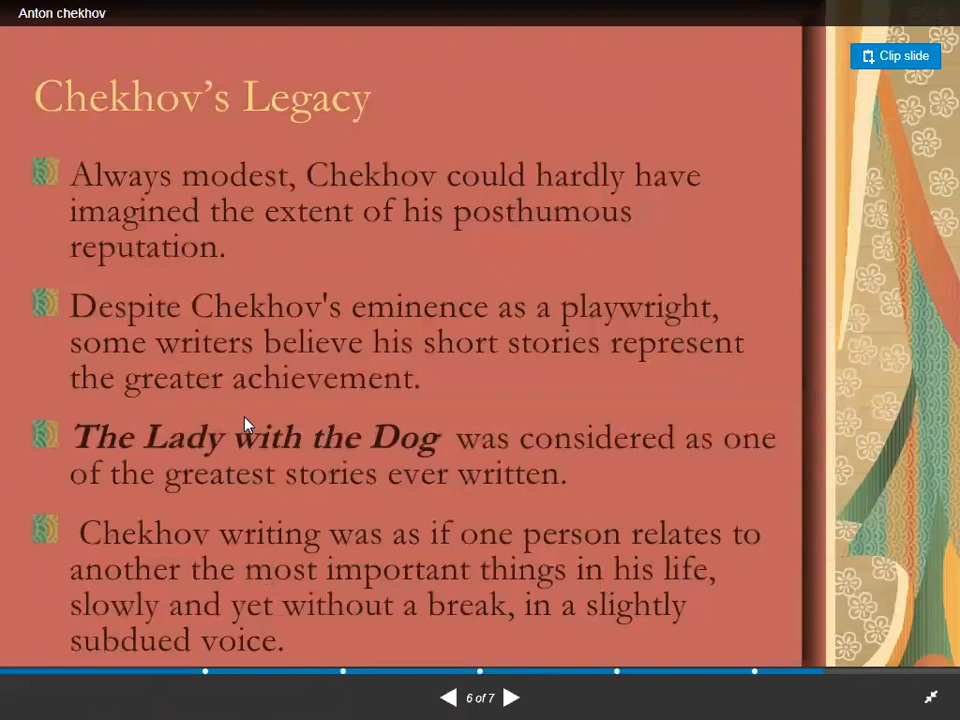 Anton chekhov
Clip slide
Chekhov's Legacy
Always modest, Chekhov could hardly have
imagined the extent of his posthumous
reputation.
Despite Chekhov's eminence as a playwright,
some writers believe his short stories represent
the greater achievement.
The Lady with the Dog was considered as one
of the greatest stories ever written.
Chekhov writing was as if one person relates to
another the most important things in his life,
slowly and yet without a break, in a slightly
subdued voice.
6 of 7